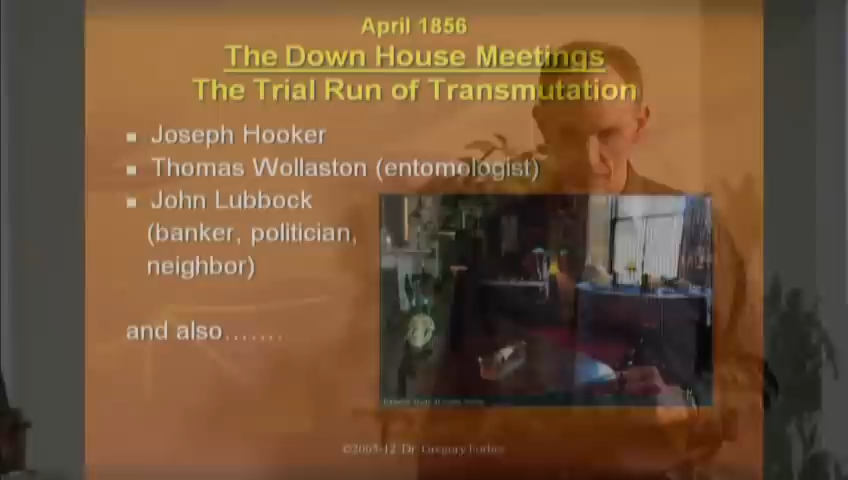 April 1856
The Down House Meetings
The Trial Run of Transmutation
Joseph Hooker
Thomas Wollaston (entomologist)
John Lubbock
(banker, politician,
neighbor)
and also.......
©2005-12 Dr. Gregory Forbes